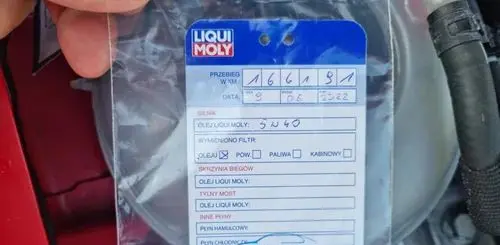 LIQUI
MOLY
PRZEBIEG
W KM: 1 6 6 1 9 1
DATA: 9 06 2022
SILNIK
OLEJ LIQUI MOLY: 5W40
WYMIENIONO FILTR:
OLEJU POW. PALIWA KABINOWY
SKRZYNIA BIEGÓW
OLEJ LIQUI MOLY:
TYLNY MOST
OLEJ LIQUI MOLY:
INNE PŁYNY
PŁYN HAMULCOWY:
PŁYN CHŁODNICZY